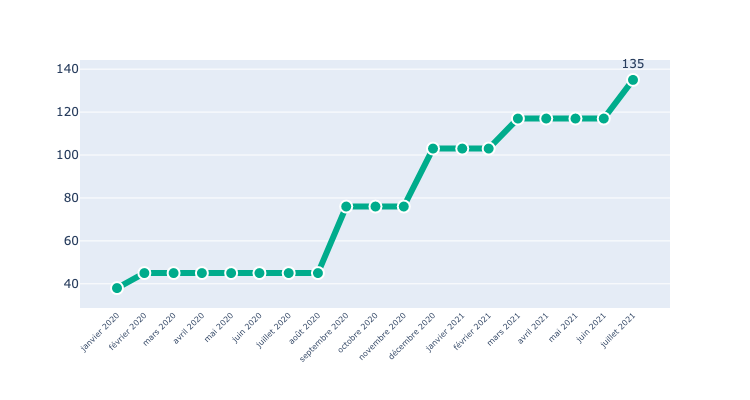 135
140
120
100
80
60
40
janvier 2020
février 2020
mars 2020
avril 2020
mai 2020
juin 2020
juillet 2020
août 2020
septembre 2020
octobre 2020
novembre 2020
décembre 2020
janvier 2021
février 2021
mars 2021
avril 2021
mai 2021
juin 2021
juillet 2021